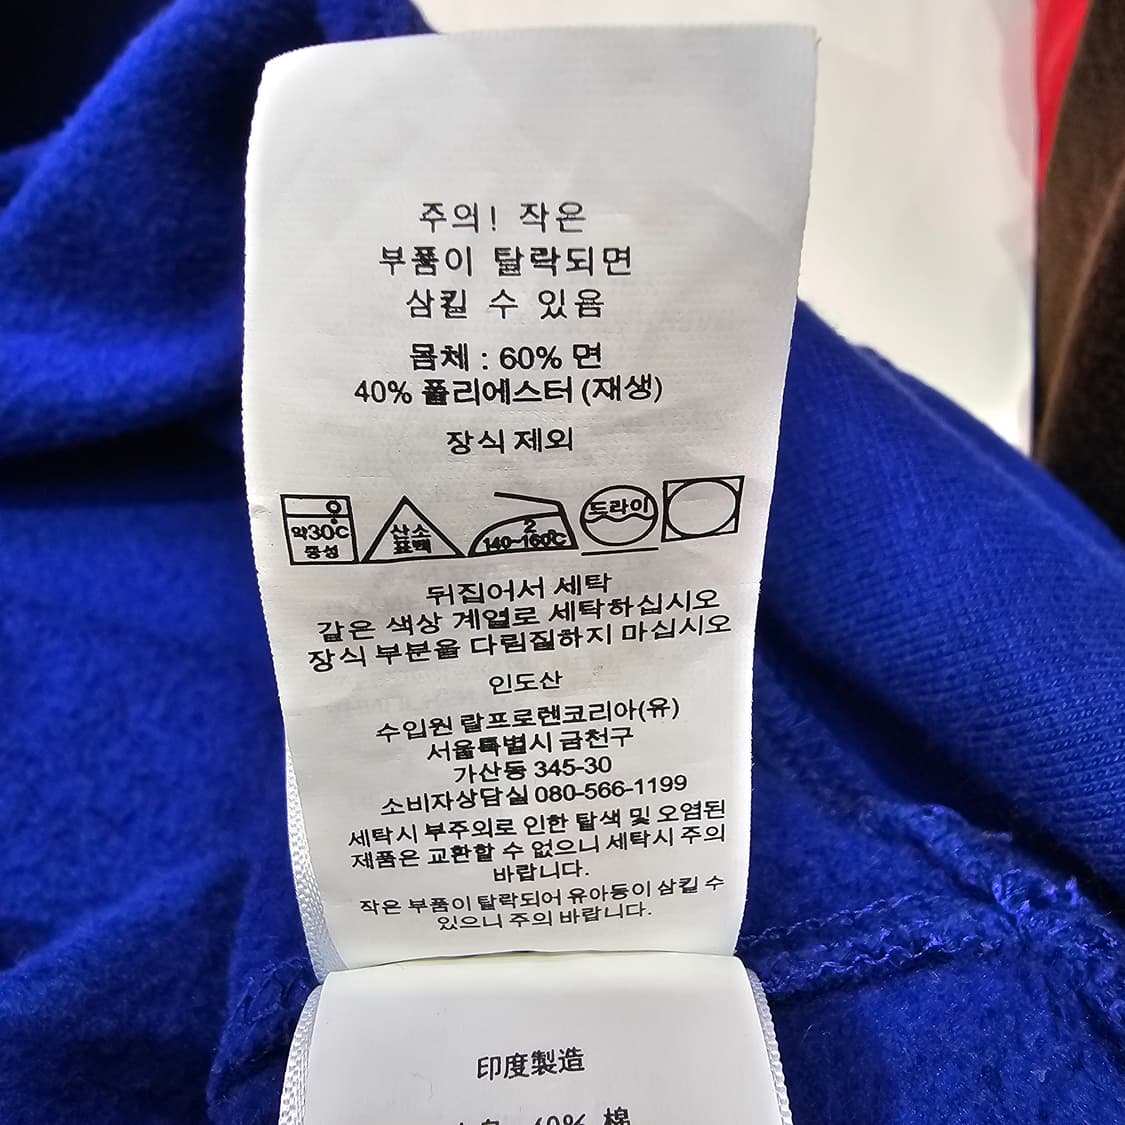 주의! 작은
부품이 탈락되면
삼킬 수 있음
몸체 : 60% 면
40% 폴리에스터 (재생)
장식 제외
약30℃
중성
산소
표백
2
140~160℃
드라이
뒤집어서 세탁
같은 색상 계열로 세탁하십시오
장식 부분을 다림질하지 마십시오
인도산
수입원 랄프로렌코리아(유)
서울특별시 금천구
가산동 345-30
소비자상담실 080-566-1199
세탁시 부주의로 인한 탈색 및 오염된
제품은 교환할 수 없으니 세탁시 주의
바랍니다.
작은 부품이 탈락되어 유아등이 삼킬 수
있으니 주의 바랍니다.
印度製造
60% 棉